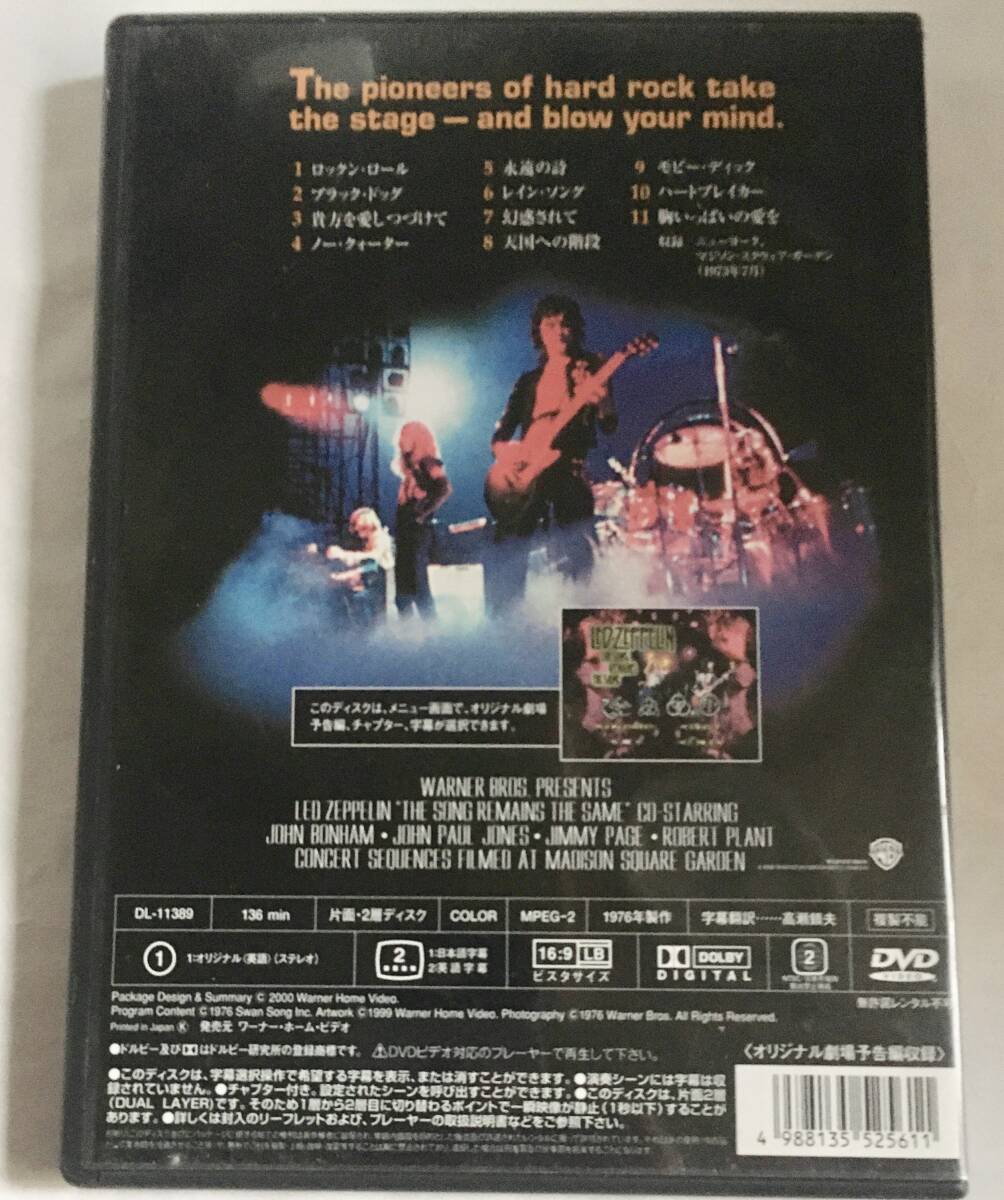 The pioneers of hard rock take
the stage — and blow your mind.
1 ロックン・ロール
2 ブラック・ドッグ
3 貴方を愛しつづけて
4 ノー・クォーター
5 永遠の詩
6 レイン・ソング
7 幻惑されて
8 天国への階段
9 モビー・ディック
10 ハートブレイカー
11 胸いっぱいの愛を
収録 ニューヨーク、
マジソン・スクウェア・ガーデン
(1973年7月)
LED ZEPPELIN
このディスクは、メニュー画面で、オリジナル劇場
予告編、チャプター、字幕が選択できます。
WARNER BROS. PRESENTS
LED ZEPPELIN "THE SONG REMAINS THE SAME" CO-STARRING
JOHN BONHAM • JOHN PAUL JONES • JIMMY PAGE • ROBERT PLANT
CONCERT SEQUENCES FILMED AT MADISON SQUARE GARDEN
DL-11389 136 min 片面・2層ディスク COLOR MPEG-2 1976年製作 字幕翻訳……高瀬鎮夫 複製不能
1 1:オリジナル(英語)(ステレオ) 2 1:日本語字幕 2:英語字幕 16:9 LB ビスタサイズ DOLBY DIGITAL 2 DVD VIDEO
Package Design & Summary © 2000 Warner Home Video.
Program Content © 1976 Swan Song Inc. Artwork © 1999 Warner Home Video. Photography © 1976 Warner Bros. All Rights Reserved.
無許諾レンタル不
Printed in Japan Ⓚ 発売元 ワーナー・ホーム・ビデオ
●ドルビー及びはドルビー研究所の登録商標です。 ⚠DVDビデオ対応のプレーヤーで再生して下さい。
〈オリジナル劇場予告編収録〉
●このディスクは、字幕選択操作で希望する字幕を表示、または消すことができます。●演奏シーンには字幕は収
録されていません。●チャプター付き。設定されたシーンを呼び出すことができます。●このディスクは、片面2層
(DUAL LAYER)です。そのため1層から2層目に切り替わるポイントで一瞬映像が静止(1秒以下)することが
あります。●詳しくは封入のリーフレットおよび、プレーヤーの取扱説明書などでご参照下さい。
4 988135 525611